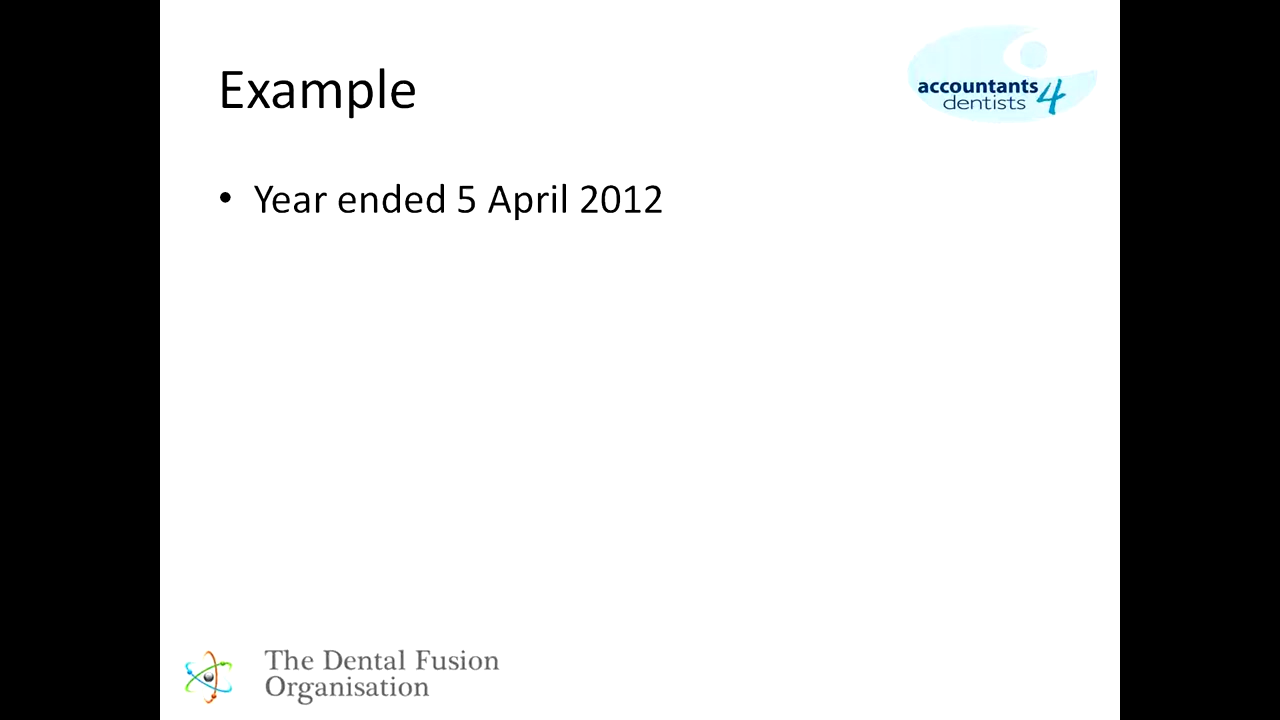 Example
accountants 4
dentists
• Year ended 5 April 2012
The Dental Fusion
Organisation